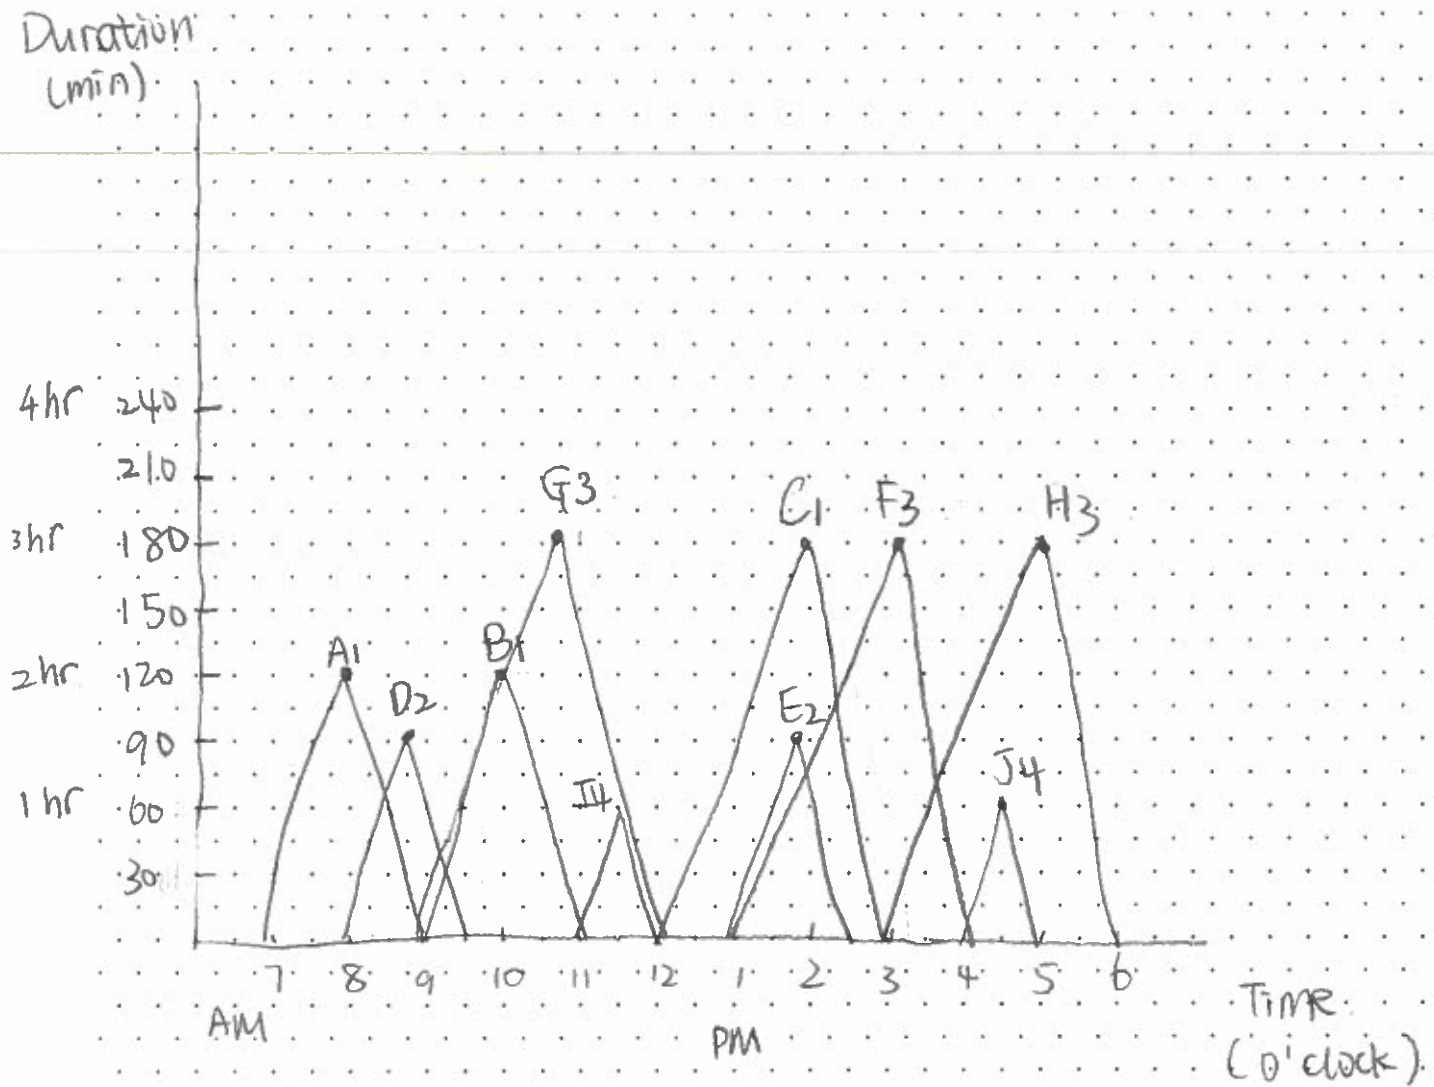 Duration
(min)
4hr 240
210
G3 C1 F3 H3
3hr 180
150
A1 B1
2hr 120
D2 E2
90
I4 J4
1hr 60
30
7 8 9 10 11 12 1 2 3 4 5 6
AM PM Time
(o'clock)